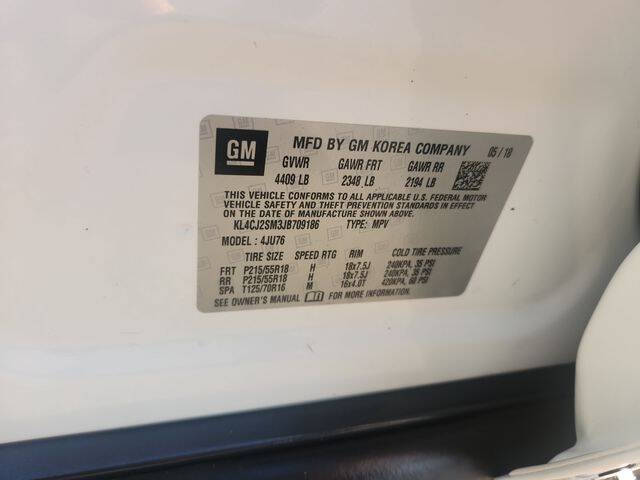 GM
MFD BY GM KOREA COMPANY 05 / 18
GVWR GAWR FRT GAWR RR
4409 LB 2348 LB 2194 LB
THIS VEHICLE CONFORMS TO ALL APPLICABLE U.S. FEDERAL MOTOR
VEHICLE SAFETY, BUMPER, AND THEFT PREVENTION STANDARDS IN EFFECT
ON THE DATE OF MANUFACTURE SHOWN ABOVE.
KL4CJ2SM3JB709186 TYPE: MPV
MODEL : 4JU76
TIRE SIZE SPEED RTG RIM COLD TIRE PRESSURE
FRT P215/55R18 H 18x7.5J 240KPA, 35 PSI
RR P215/55R18 H 18x7.5J 240KPA, 35 PSI
SPA T125/70R16 M 16x4.0T 420KPA, 60 PSI
SEE OWNER'S MANUAL FOR MORE INFORMATION.